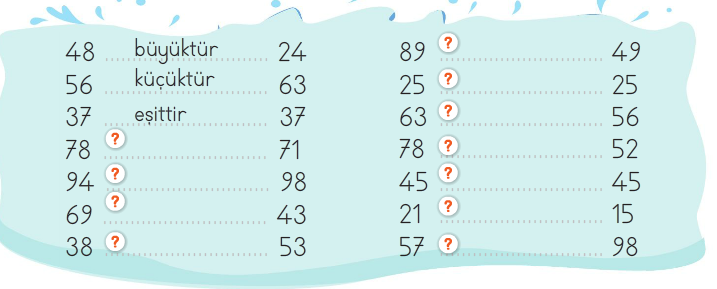 48 ........ büyüktür ........ 24
56 ........ küçüktür ........ 63
37 ........ eşittir ........ 37
78 ? ........ 71
94 ? ........ 98
69 ? ........ 43
38 ? ........ 53
89 ? ........ 49
25 ? ........ 25
63 ? ........ 56
78 ? ........ 52
45 ? ........ 45
21 ? ........ 15
57 ? ........ 98